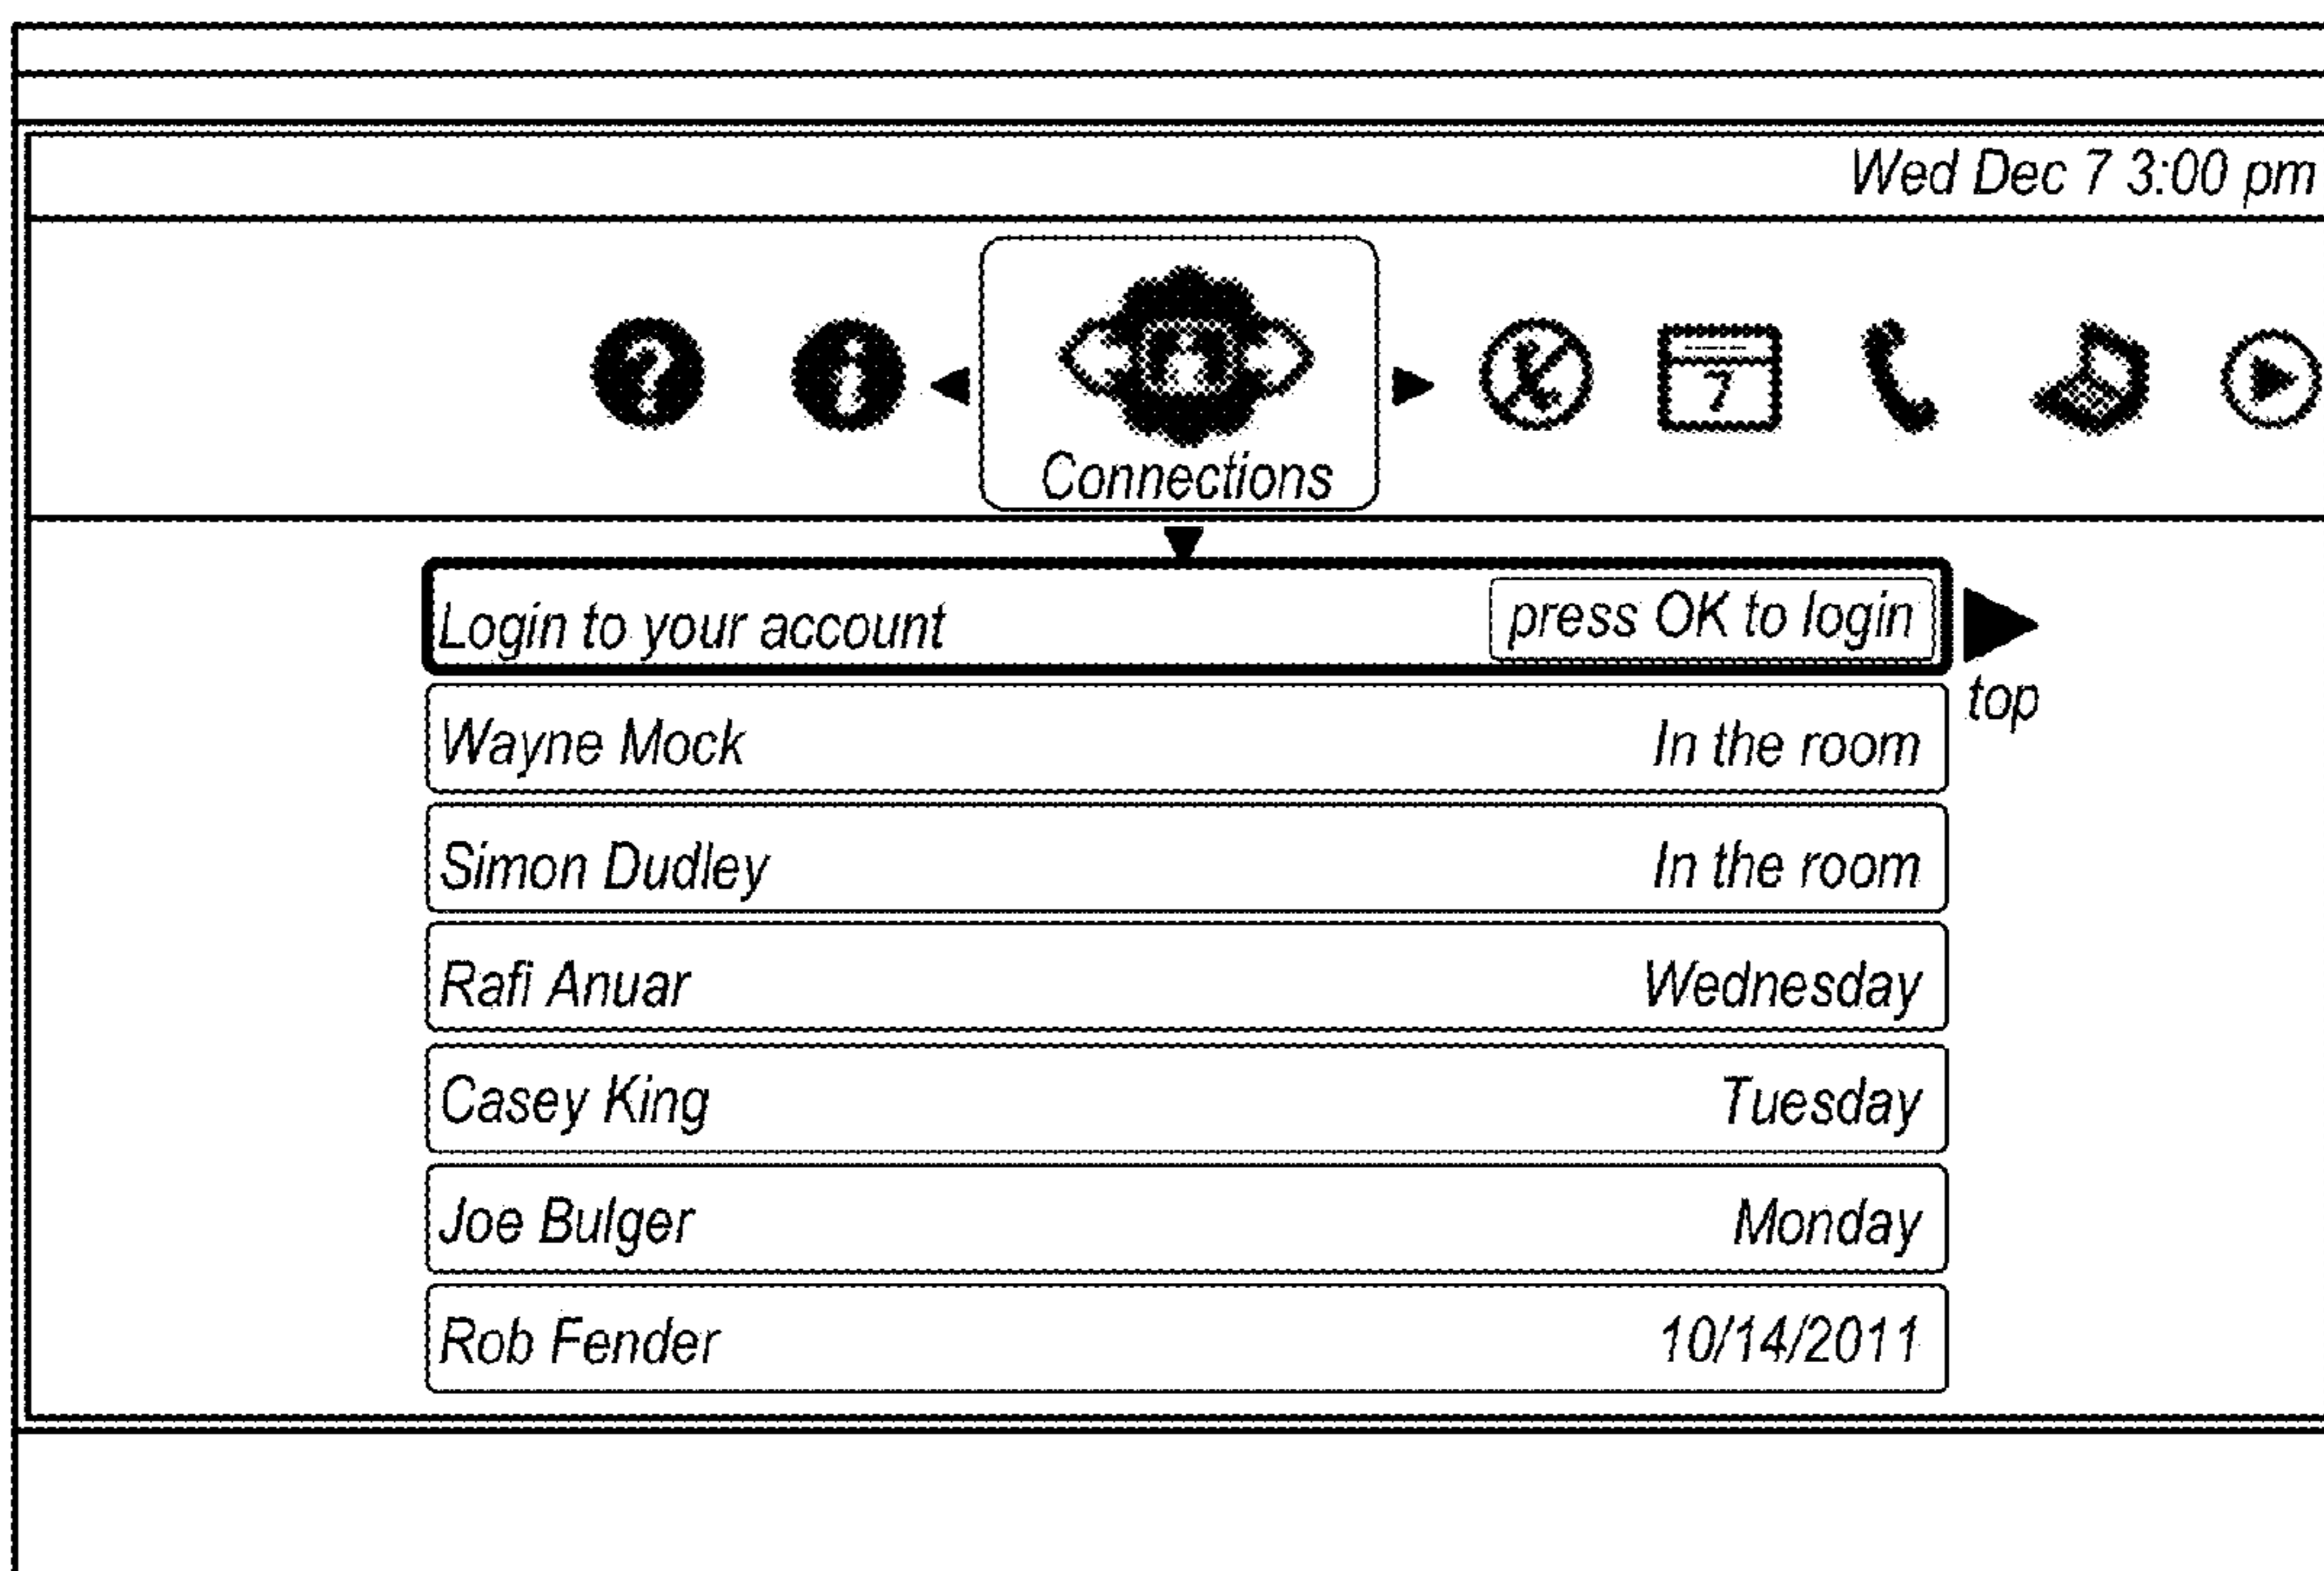 Wed Dec 7 3:00 pm
7
Connections
Login to your account press OK to login
top
Wayne Mock In the room
Simon Dudley In the room
Rafi Anuar Wednesday
Casey King Tuesday
Joe Bulger Monday
Rob Fender 10/14/2011